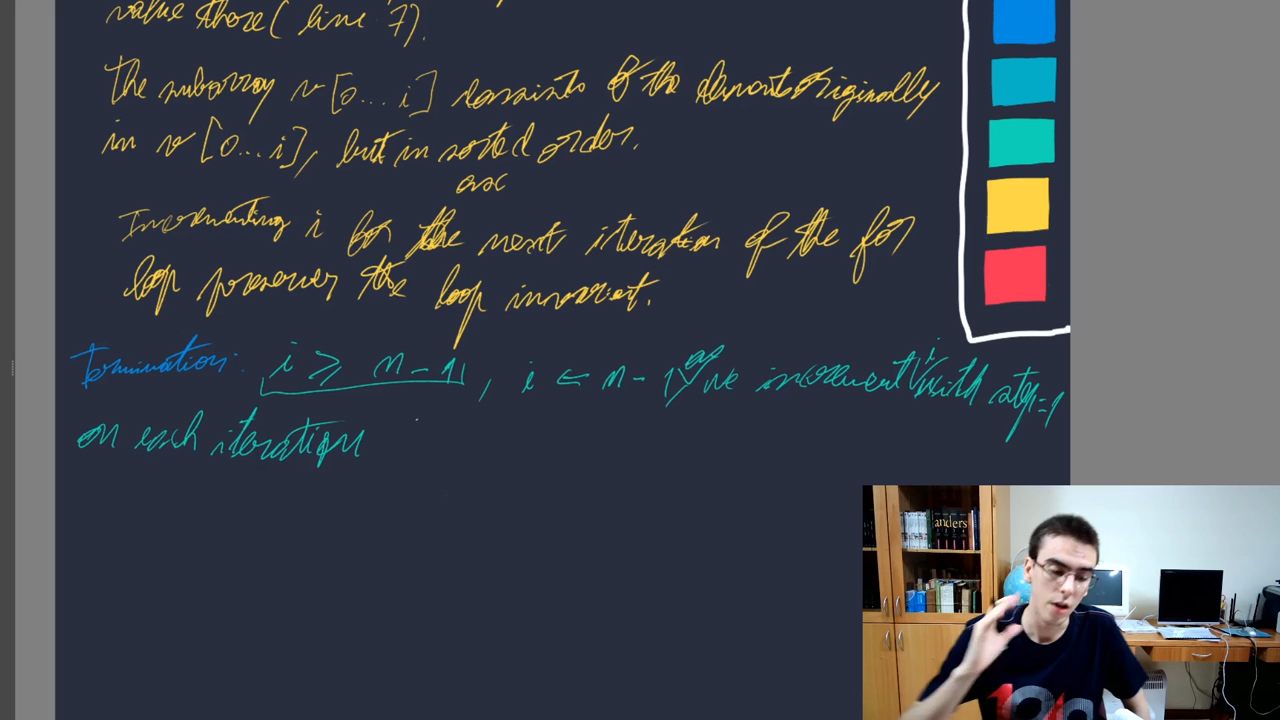 value there (line 7).
the subarray v [0...i] consists of the elements originally
in v [0...i], but in sorted order.
asc
Incrementing i for the next iteration of the for
loop preserves the loop invariant.
Termination: i ≥ n - 1, i ← n - 1, as we increment i with step=1
on each iteration
anders